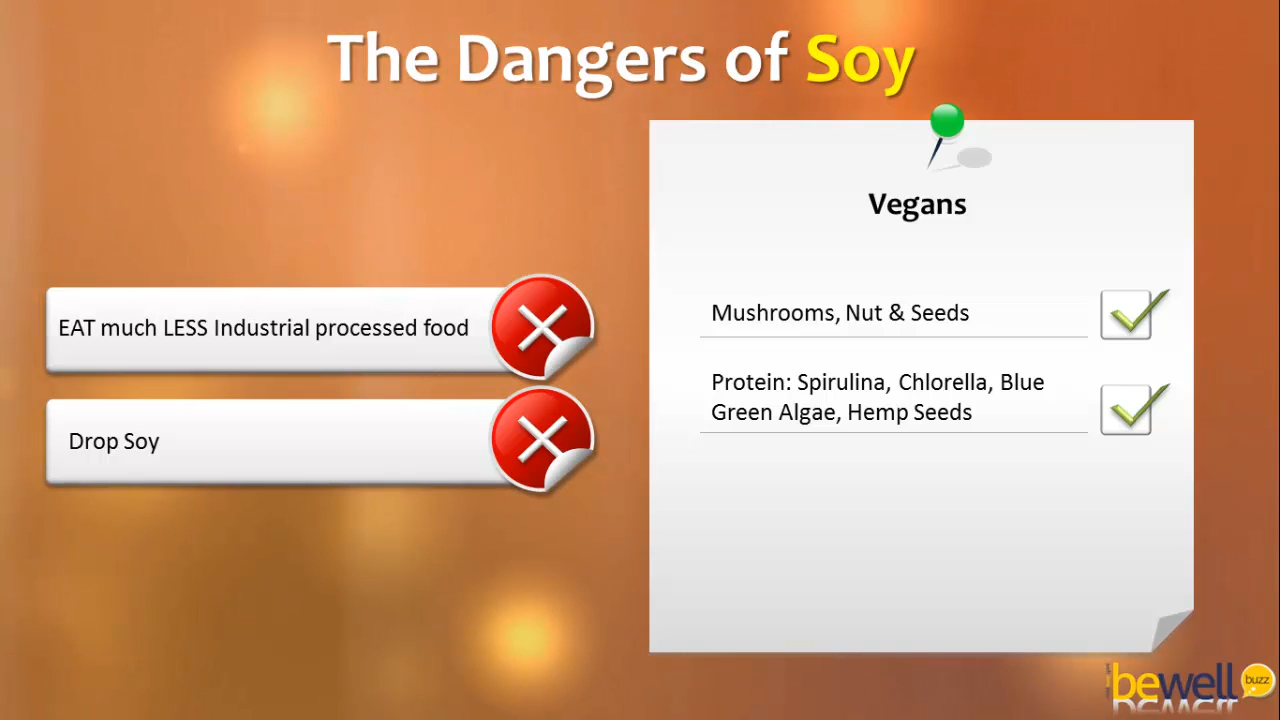 The Dangers of Soy
EAT much LESS Industrial processed food
Drop Soy
Vegans
Mushrooms, Nut & Seeds
Protein: Spirulina, Chlorella, Blue
Green Algae, Hemp Seeds
bewell buzz